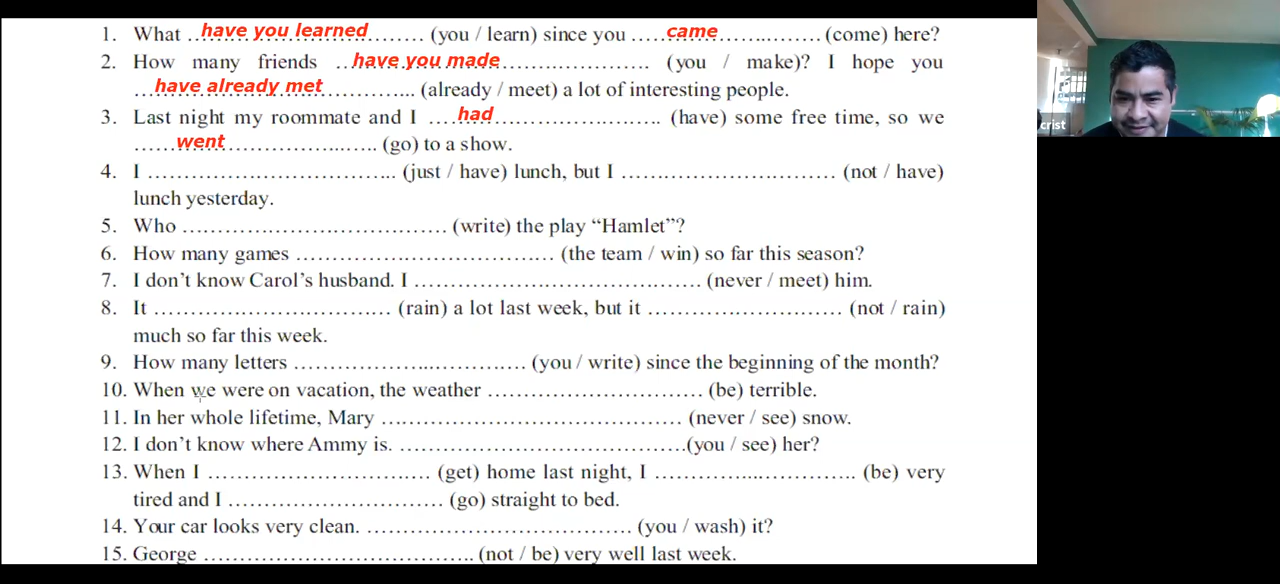 1. What ..have you learned........ (you / learn) since you .....came............... (come) here?
2. How many friends ..have you made..................... (you / make)? I hope you
...have already met............... (already / meet) a lot of interesting people.
3. Last night my roommate and I ....had......................... (have) some free time, so we
......went......................... (go) to a show.
4. I ........................................ (just / have) lunch, but I .................................... (not / have)
lunch yesterday.
5. Who ............................................ (write) the play “Hamlet”?
6. How many games ........................................... (the team / win) so far this season?
7. I don’t know Carol’s husband. I ............................................... (never / meet) him.
8. It ....................................... (rain) a lot last week, but it ................................ (not / rain)
much so far this week.
9. How many letters ...................................... (you / write) since the beginning of the month?
10. When we were on vacation, the weather .................................... (be) terrible.
11. In her whole lifetime, Mary .................................................. (never / see) snow.
12. I don’t know where Ammy is. ...............................................(you / see) her?
13. When I ..................................... (get) home last night, I ................................. (be) very
tired and I .................................... (go) straight to bed.
14. Your car looks very clean. ............................................ (you / wash) it?
15. George ............................................. (not / be) very well last week.
crist